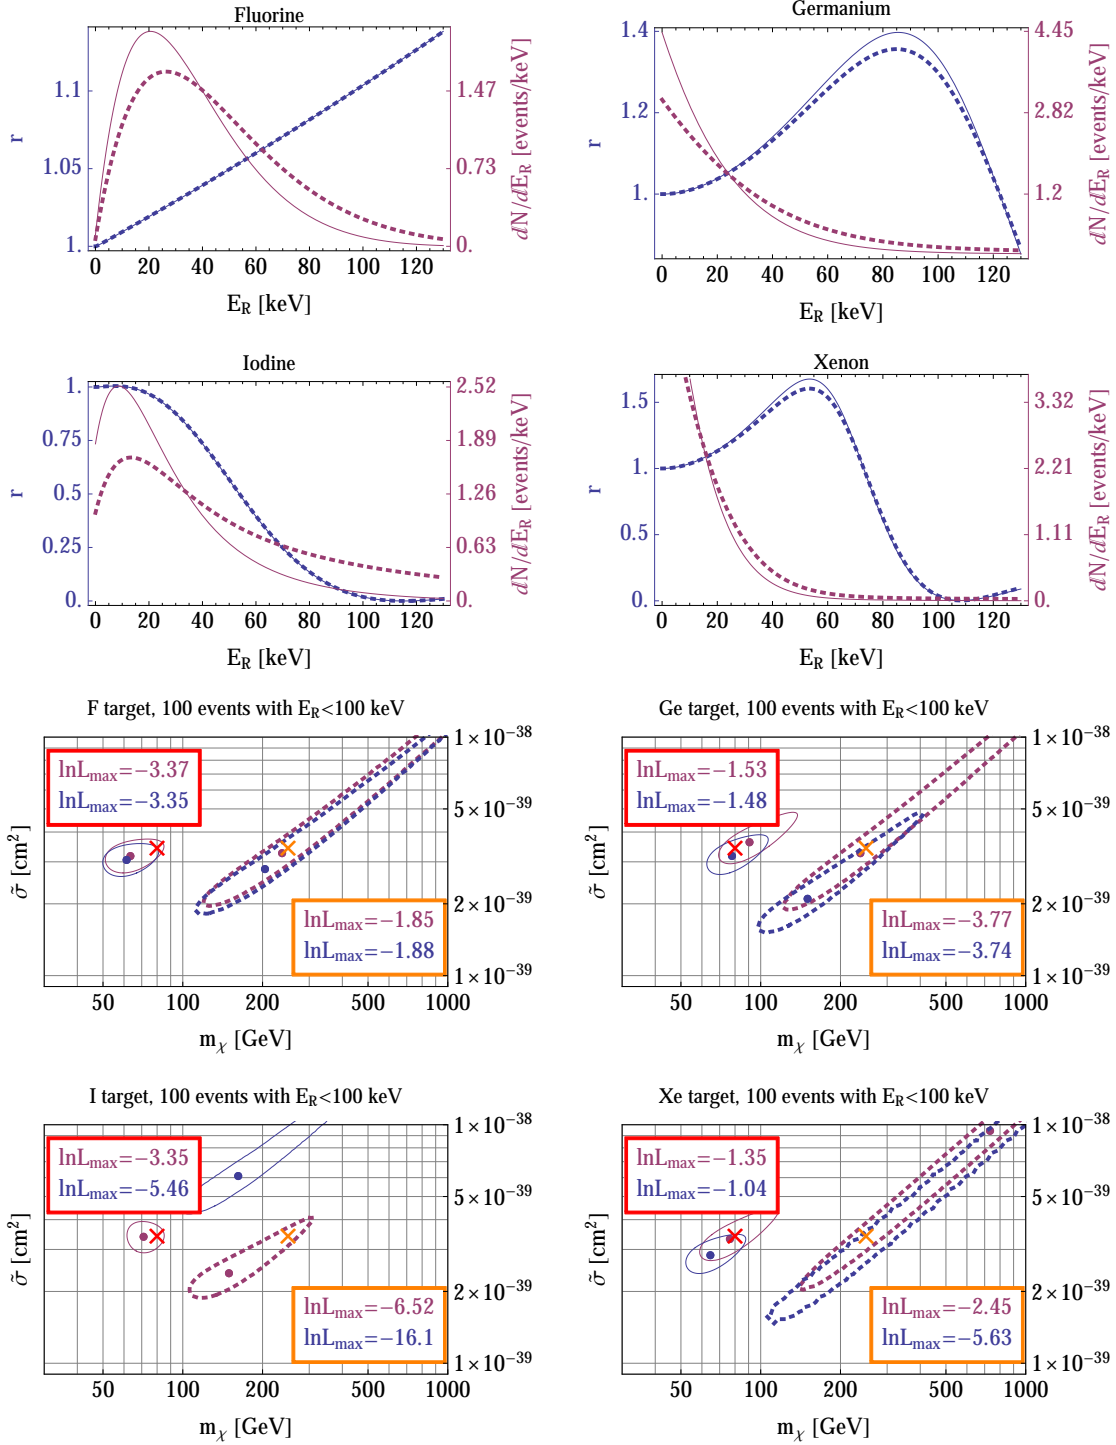 Fluorine
1.1
1.05
1.
r
1.47
0.73
0.
dN/dE_R [events/keV]
0 20 40 60 80 100 120
E_R [keV]
Germanium
1.4
1.2
1.
r
4.45
2.82
1.2
dN/dE_R [events/keV]
0 20 40 60 80 100 120
E_R [keV]
Iodine
1.
0.75
0.5
0.25
0.
r
2.52
1.89
1.26
0.63
0.
dN/dE_R [events/keV]
0 20 40 60 80 100 120
E_R [keV]
Xenon
1.5
1.
0.5
0.
r
3.32
2.21
1.11
0.
dN/dE_R [events/keV]
0 20 40 60 80 100 120
E_R [keV]
F target, 100 events with E_R<100 keV
lnL_max=−3.37
lnL_max=−3.35
lnL_max=−1.85
lnL_max=−1.88
σ̃ [cm²]
1×10⁻³⁸
5×10⁻³⁹
2×10⁻³⁹
1×10⁻³⁹
50 100 200 500 1000
m_χ [GeV]
Ge target, 100 events with E_R<100 keV
lnL_max=−1.53
lnL_max=−1.48
lnL_max=−3.77
lnL_max=−3.74
σ̃ [cm²]
1×10⁻³⁸
5×10⁻³⁹
2×10⁻³⁹
1×10⁻³⁹
50 100 200 500 1000
m_χ [GeV]
I target, 100 events with E_R<100 keV
lnL_max=−3.35
lnL_max=−5.46
lnL_max=−6.52
lnL_max=−16.1
σ̃ [cm²]
1×10⁻³⁸
5×10⁻³⁹
2×10⁻³⁹
1×10⁻³⁹
50 100 200 500 1000
m_χ [GeV]
Xe target, 100 events with E_R<100 keV
lnL_max=−1.35
lnL_max=−1.04
lnL_max=−2.45
lnL_max=−5.63
σ̃ [cm²]
1×10⁻³⁸
5×10⁻³⁹
2×10⁻³⁹
1×10⁻³⁹
50 100 200 500 1000
m_χ [GeV]